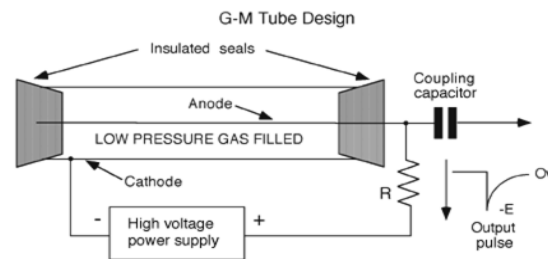 G-M Tube Design
Insulated seals
Coupling
capacitor
Anode
LOW PRESSURE GAS FILLED
Cathode
R
- High voltage +
power supply
-E
Output
pulse